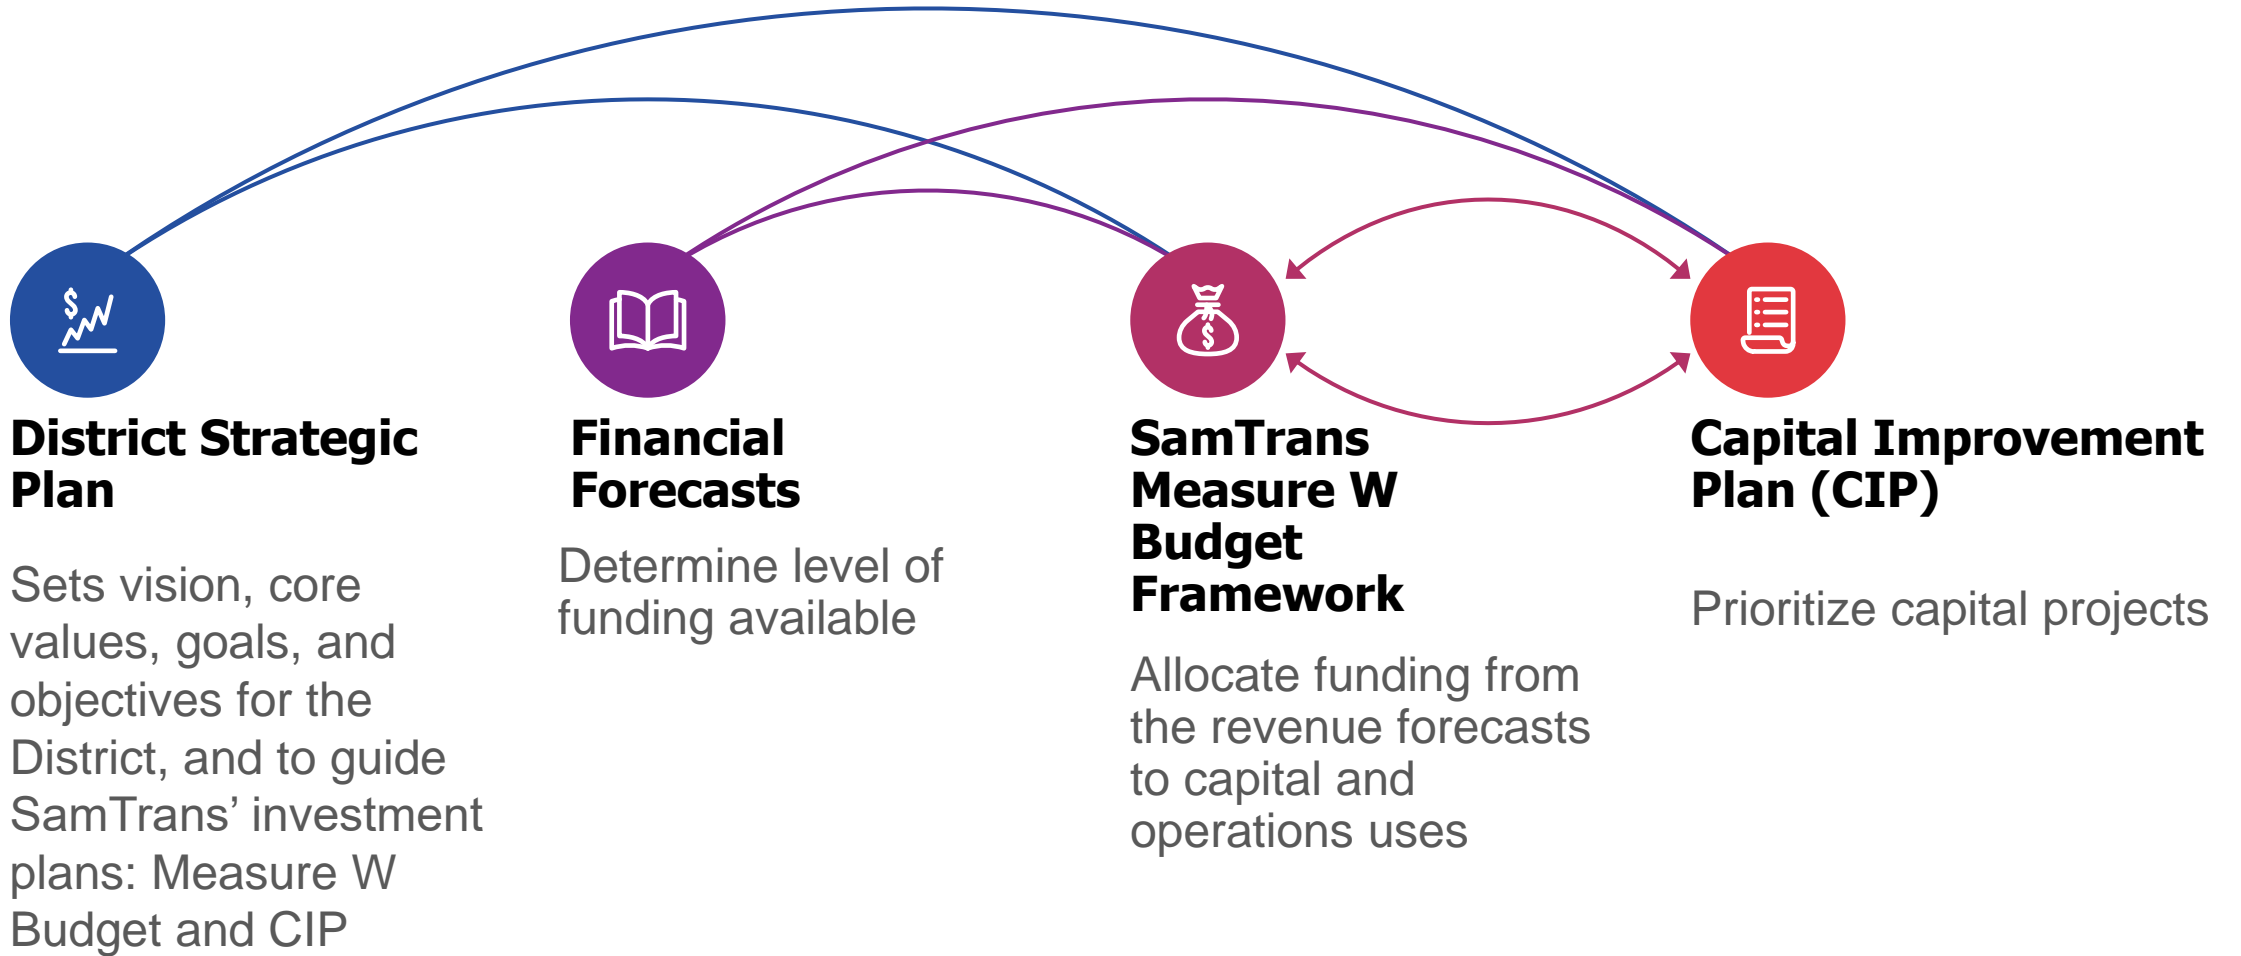 District Strategic
Plan
Sets vision, core
values, goals, and
objectives for the
District, and to guide
SamTrans’ investment
plans: Measure W
Budget and CIP
Financial
Forecasts
Determine level of
funding available
SamTrans
Measure W
Budget
Framework
Allocate funding from
the revenue forecasts
to capital and
operations uses
Capital Improvement
Plan (CIP)
Prioritize capital projects